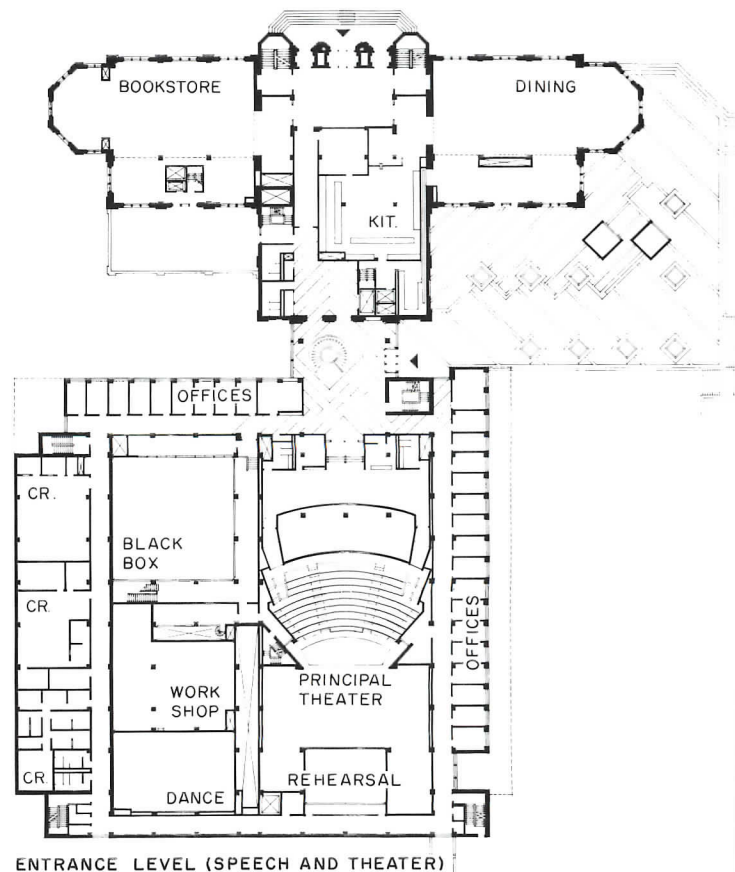 BOOKSTORE
DINING
KIT.
OFFICES
CR.
BLACK
BOX
CR.
OFFICES
PRINCIPAL
THEATER
WORK
SHOP
CR.
DANCE
REHEARSAL
ENTRANCE LEVEL (SPEECH AND THEATER)